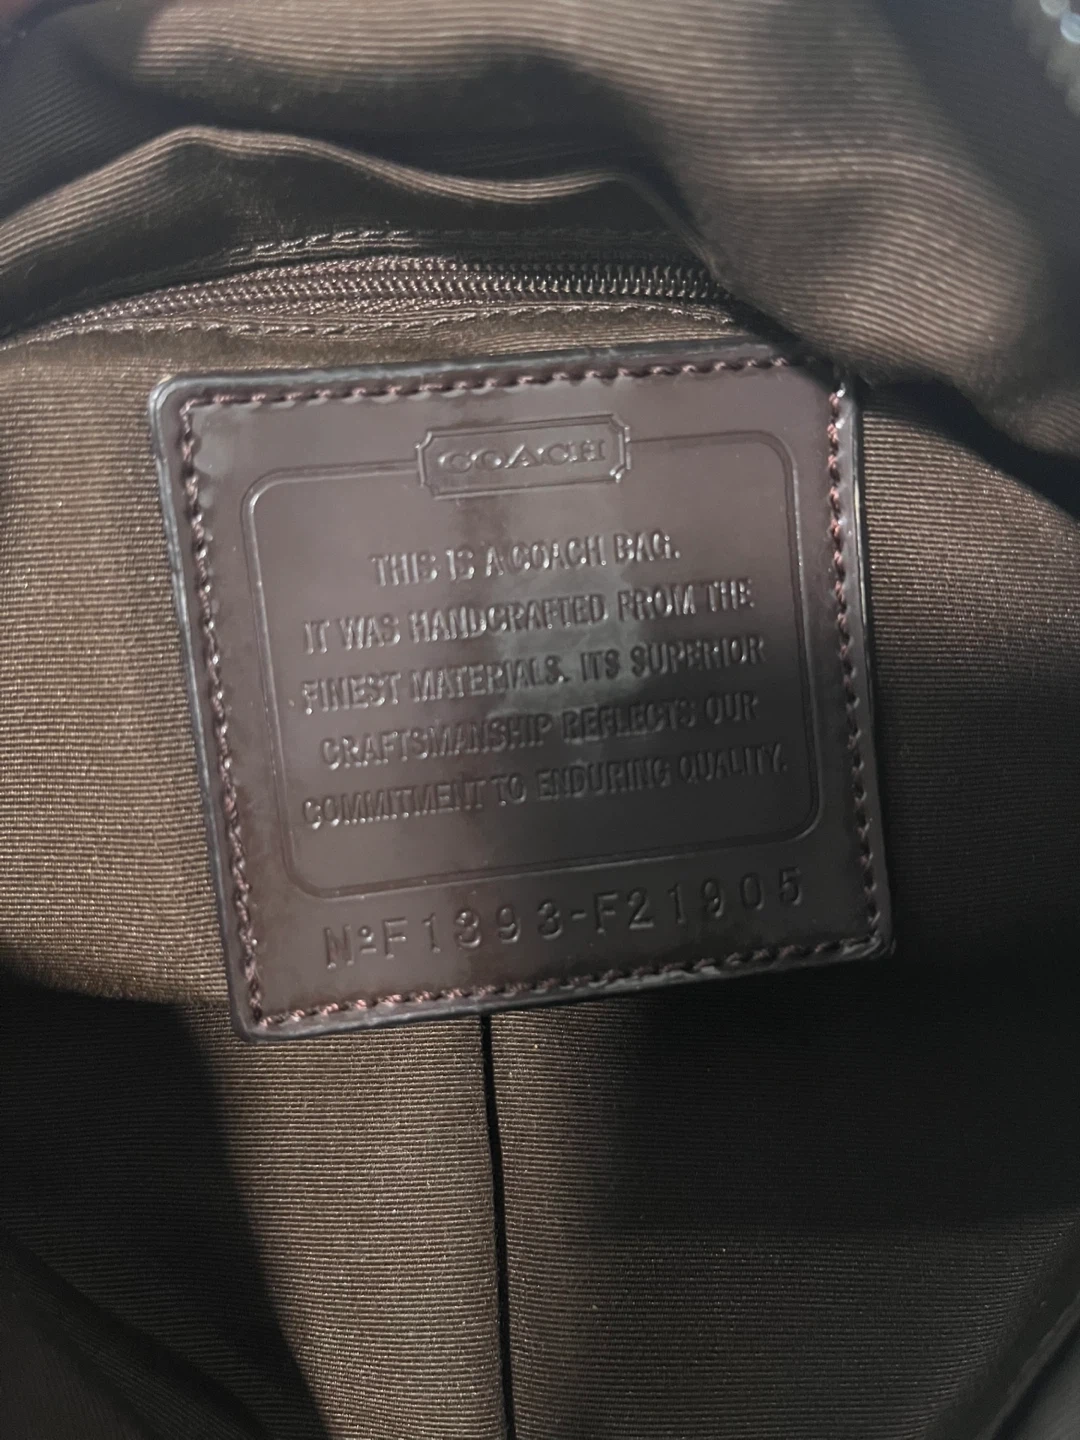 COACH
THIS IS A COACH BAG.
IT WAS HANDCRAFTED FROM THE
FINEST MATERIALS. ITS SUPERIOR
CRAFTSMANSHIP REFLECTS OUR
COMMITMENT TO ENDURING QUALITY.
NºF1393-F21905